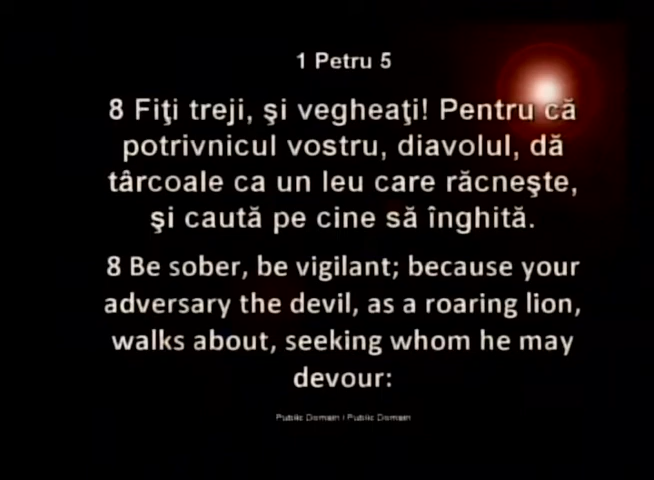 1 Petru 5
8 Fiţi treji, şi vegheaţi! Pentru că
potrivnicul vostru, diavolul, dă
târcoale ca un leu care răcneşte,
şi caută pe cine să înghită.
8 Be sober, be vigilant; because your
adversary the devil, as a roaring lion,
walks about, seeking whom he may
devour:
Public Domain | Public Domain